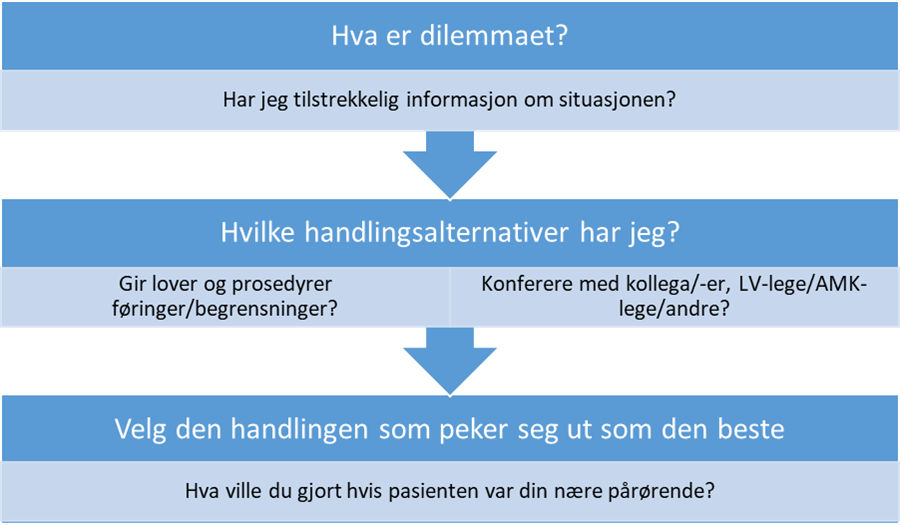 Hva er dilemmaet?
Har jeg tilstrekkelig informasjon om situasjonen?
Hvilke handlingsalternativer har jeg?
Gir lover og prosedyrer
føringer/begrensninger?
Konferere med kollega/-er, LV-lege/AMK-
lege/andre?
Velg den handlingen som peker seg ut som den beste
Hva ville du gjort hvis pasienten var din nære pårørende?